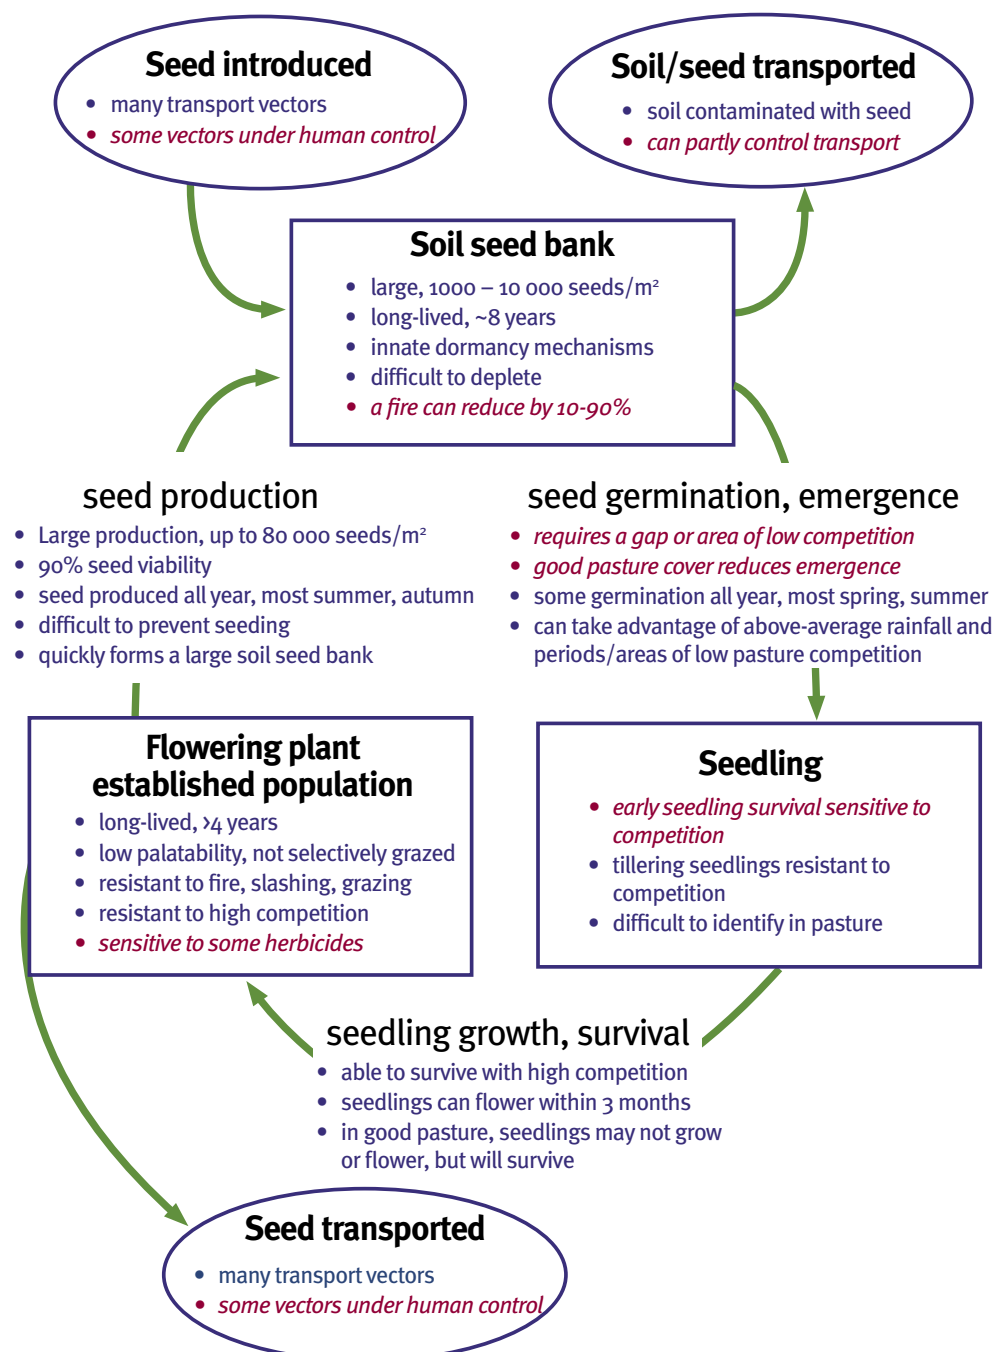 Seed introduced
• many transport vectors
• some vectors under human control
Soil/seed transported
• soil contaminated with seed
• can partly control transport
Soil seed bank
• large, 1000 – 10 000 seeds/m²
• long-lived, ~8 years
• innate dormancy mechanisms
• difficult to deplete
• a fire can reduce by 10-90%
seed production
• Large production, up to 80 000 seeds/m²
• 90% seed viability
• seed produced all year, most summer, autumn
• difficult to prevent seeding
• quickly forms a large soil seed bank
seed germination, emergence
• requires a gap or area of low competition
• good pasture cover reduces emergence
• some germination all year, most spring, summer
• can take advantage of above-average rainfall and
periods/areas of low pasture competition
Flowering plant
established population
• long-lived, >4 years
• low palatability, not selectively grazed
• resistant to fire, slashing, grazing
• resistant to high competition
• sensitive to some herbicides
Seedling
• early seedling survival sensitive to
competition
• tillering seedlings resistant to
competition
• difficult to identify in pasture
seedling growth, survival
• able to survive with high competition
• seedlings can flower within 3 months
• in good pasture, seedlings may not grow
or flower, but will survive
Seed transported
• many transport vectors
• some vectors under human control